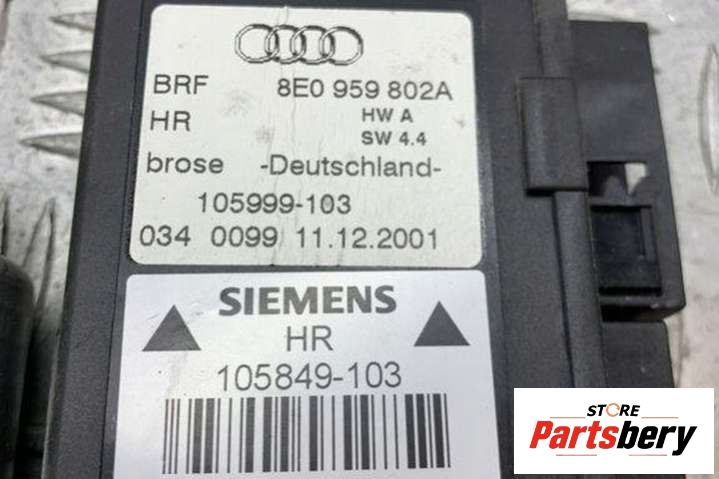 BRF 8E0 959 802A
HR HW A
SW 4.4
brose -Deutschland-
105999-103
034 0099 11.12.2001
SIEMENS
HR
105849-103
STORE
Partsbery